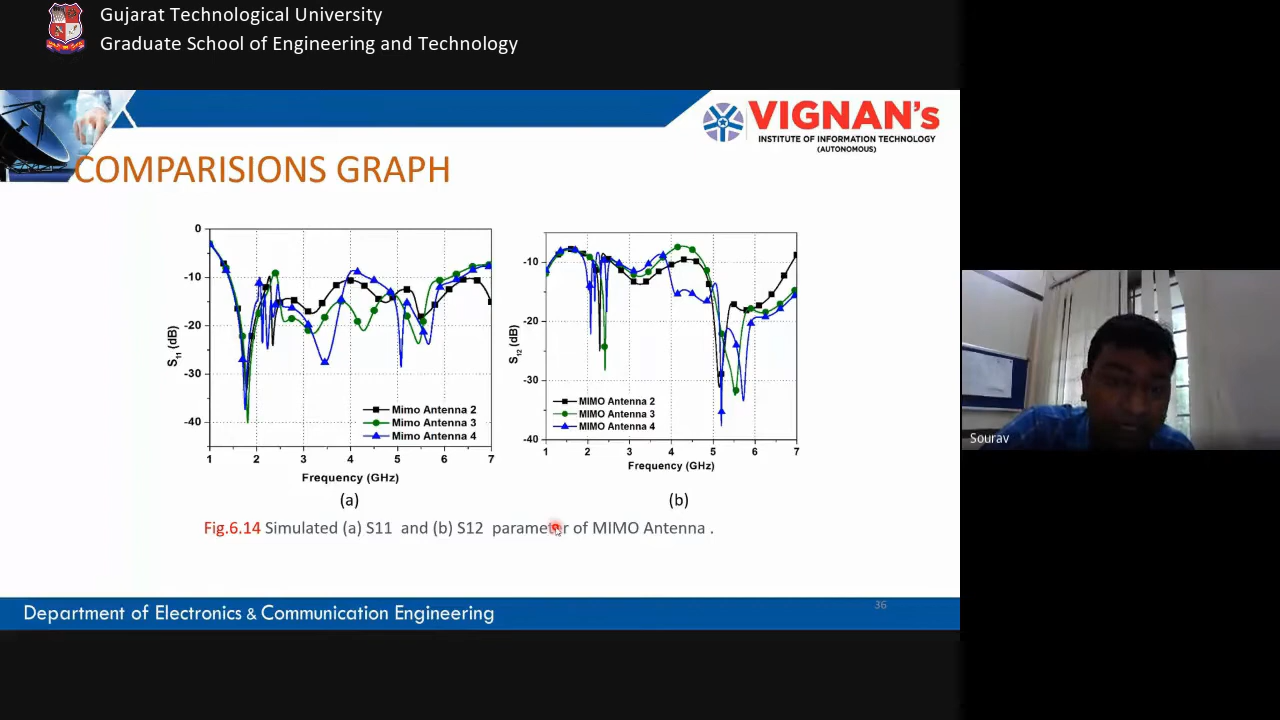 Gujarat Technological University
Graduate School of Engineering and Technology
VIGNAN's
INSTITUTE OF INFORMATION TECHNOLOGY
(AUTONOMOUS)
COMPARISIONS GRAPH
0
-10
-20
-30
-40
S11 (dB)
Mimo Antenna 2
Mimo Antenna 3
Mimo Antenna 4
1 2 3 4 5 6 7
Frequency (GHz)
(a)
-10
-20
-30
-40
S12 (dB)
MIMO Antenna 2
MIMO Antenna 3
MIMO Antenna 4
1 2 3 4 5 6 7
Frequency (GHz)
(b)
Fig.6.14 Simulated (a) S11 and (b) S12 parameter of MIMO Antenna .
Sourav
Department of Electronics & Communication Engineering
36